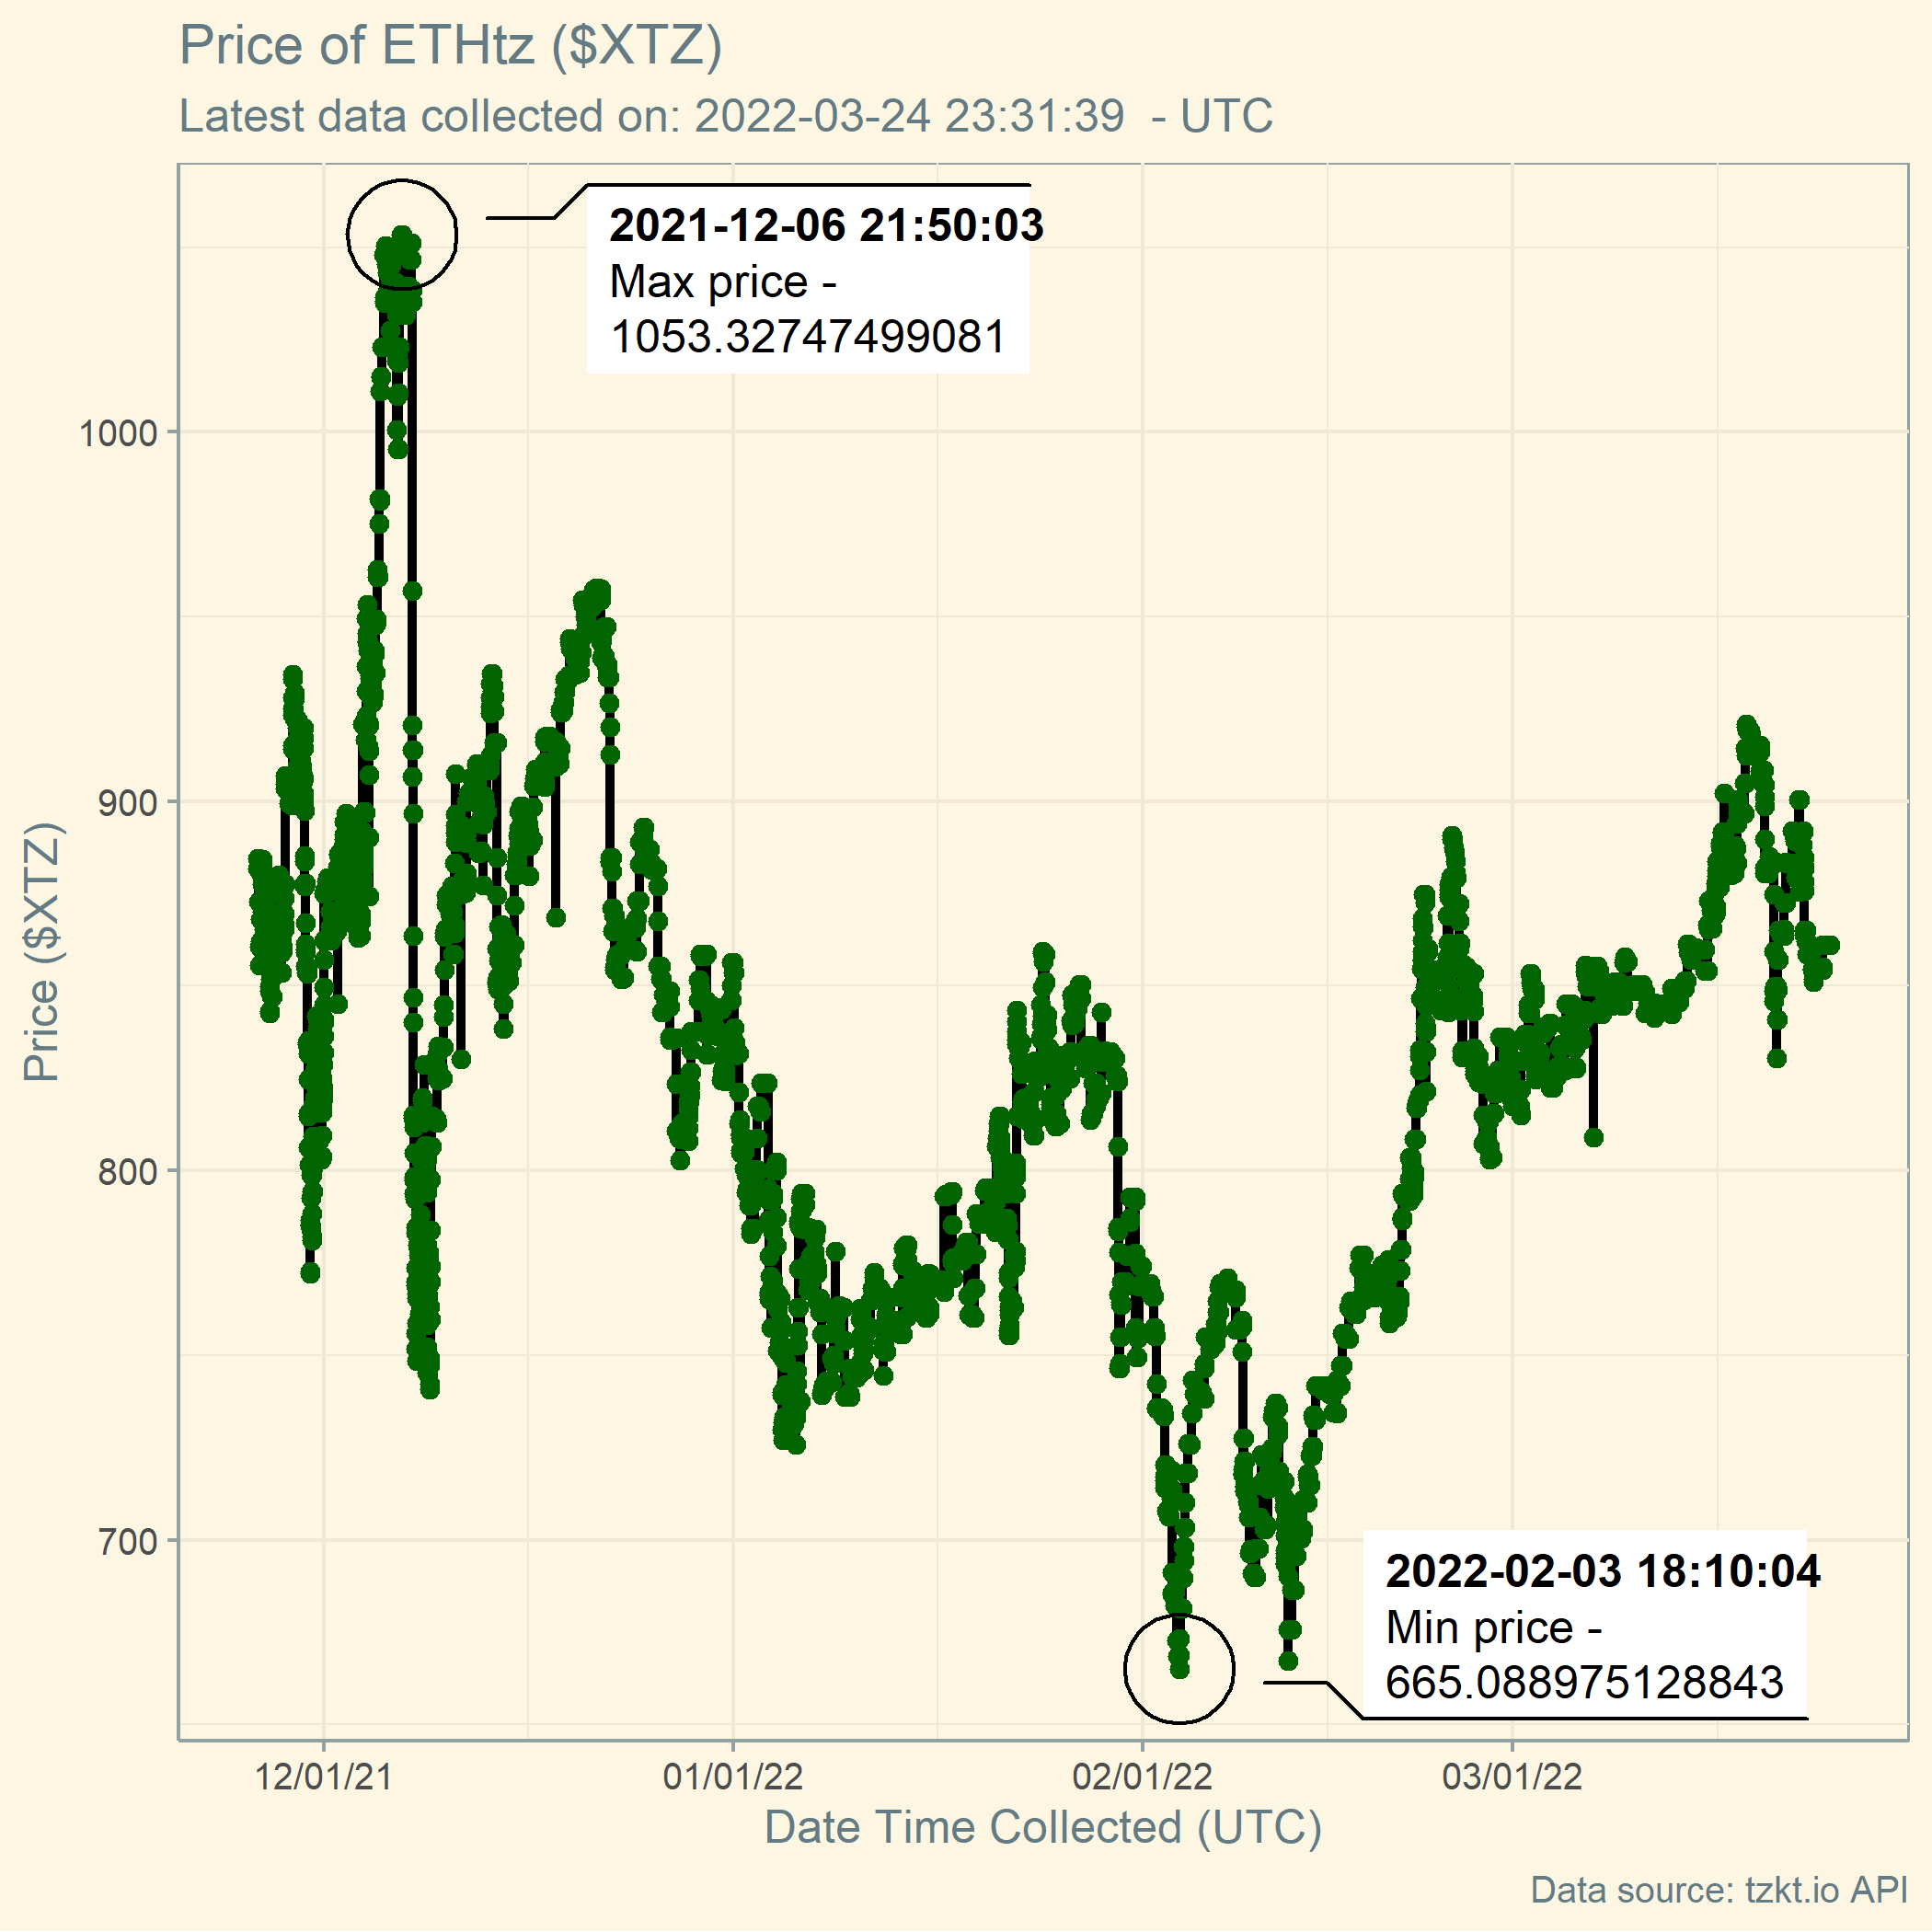 Price of ETHtz ($XTZ)
Latest data collected on: 2022-03-24 23:31:39  - UTC
2021-12-06 21:50:03
Max price -
1053.32747499081
1000
900
800
700
Price ($XTZ)
2022-02-03 18:10:04
Min price -
665.088975128843
12/01/21
01/01/22
02/01/22
03/01/22
Date Time Collected (UTC)
Data source: tzkt.io API